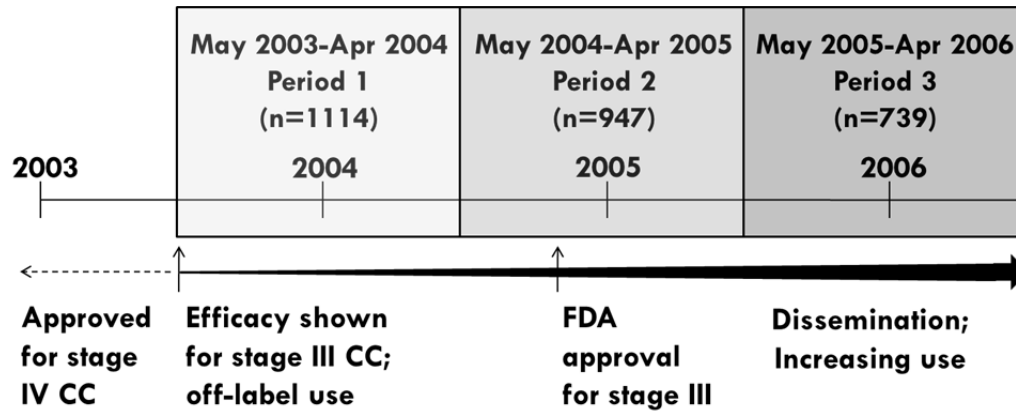 May 2003-Apr 2004
Period 1
(n=1114)
May 2004-Apr 2005
Period 2
(n=947)
May 2005-Apr 2006
Period 3
(n=739)
2003
2004
2005
2006
Approved
for stage
IV CC
Efficacy shown
for stage III CC;
off-label use
FDA
approval
for stage III
Dissemination;
Increasing use